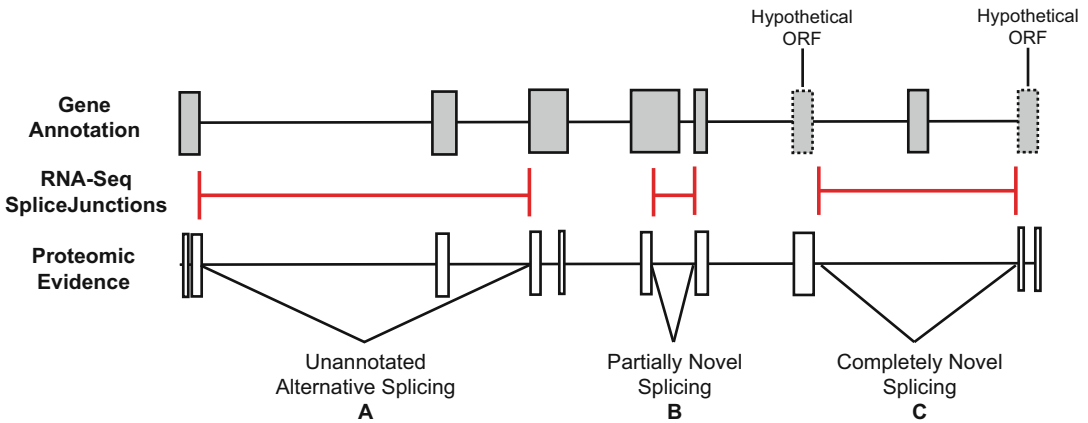 Hypothetical
ORF
Hypothetical
ORF
Gene
Annotation
RNA-Seq
SpliceJunctions
Proteomic
Evidence
Unannotated
Alternative Splicing
A
Partially Novel
Splicing
B
Completely Novel
Splicing
C